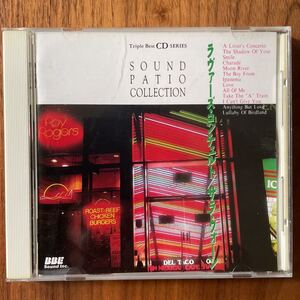 Triple Best CD SERIES
SOUND
PATIO
COLLECTION
A Lover's Concerto
The Shadow Of Your
Smile
Charade
Moon River
The Boy From
Ipanema
Love
All Of Me
Take The "A" Train
I Can't Give You
Anything But Love
Lullaby Of Birdland
ラヴァーズ・コンチェルト/
Roy
Rogers
ROAST BEEF
CHICKEN
BURGERS
DEL TACO
BBE
Sound Inc.